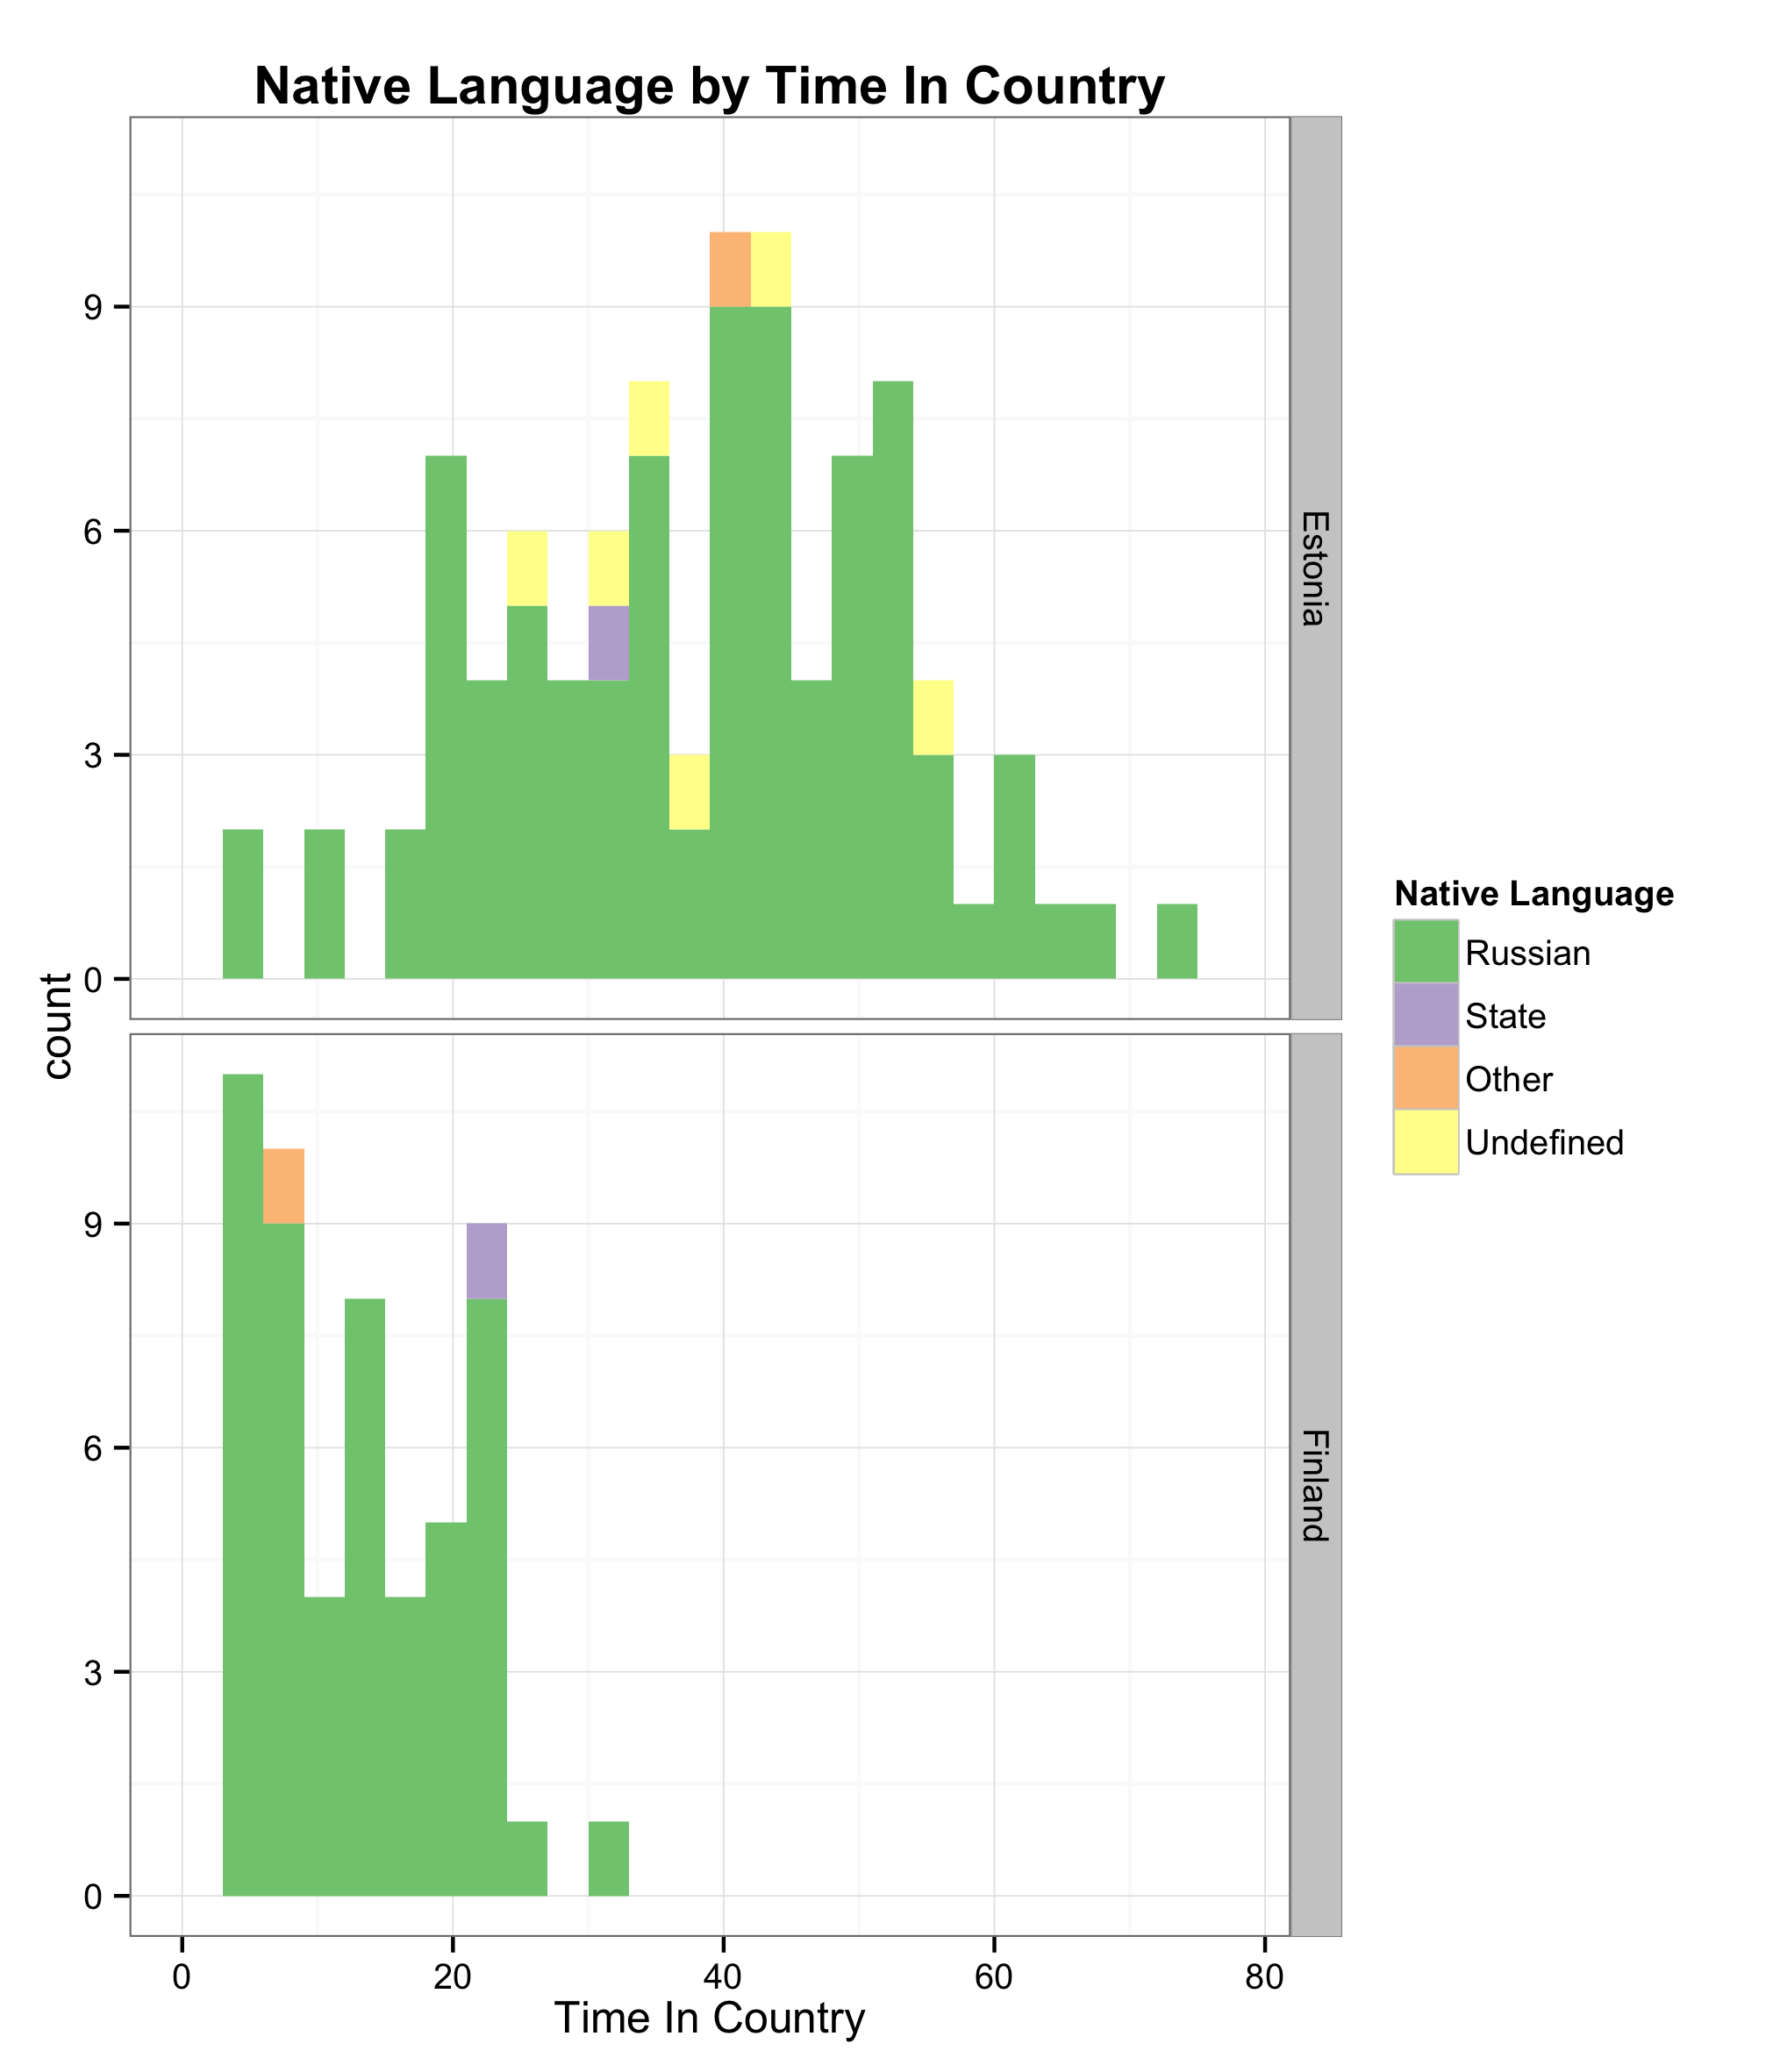 Native Language by Time In Country
9
6
3
0
Estonia
count
9
6
3
0
Finland
0 20 40 60 80
Time In Country
Native Language
Russian
State
Other
Undefined